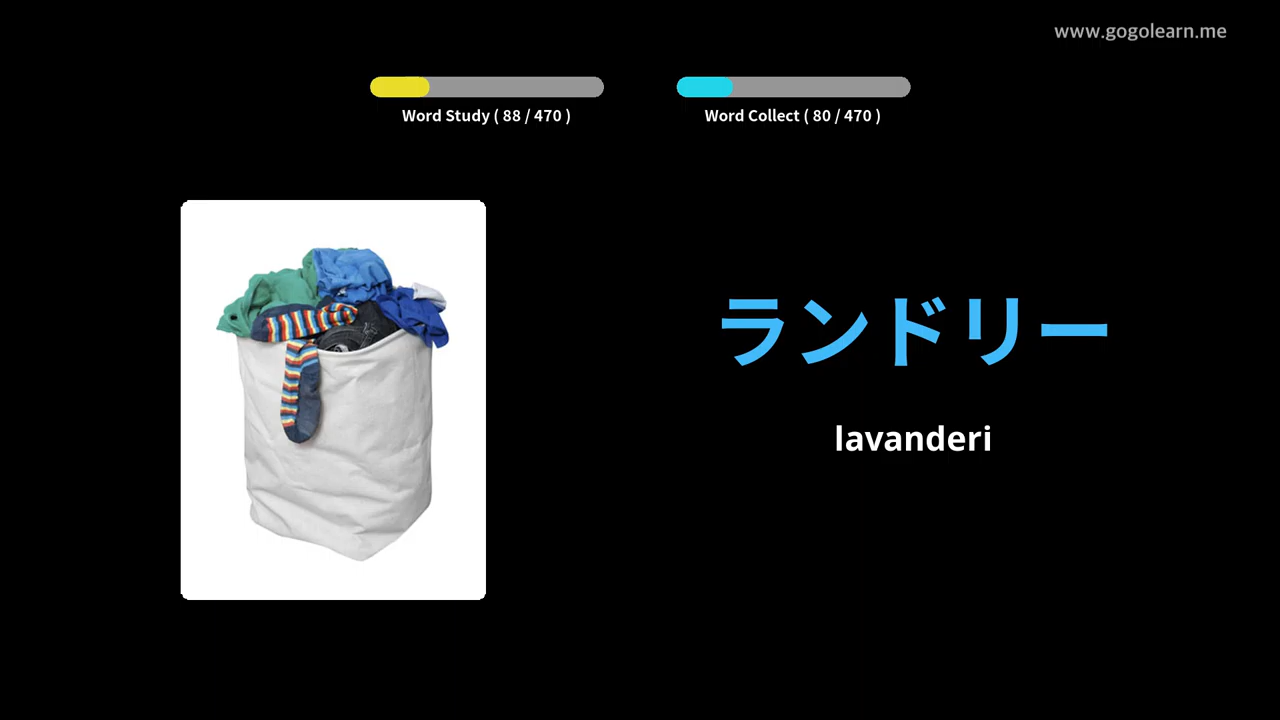 www.gogolearn.me
Word Study ( 88 / 470 )
Word Collect ( 80 / 470 )
ランドリー
lavanderi